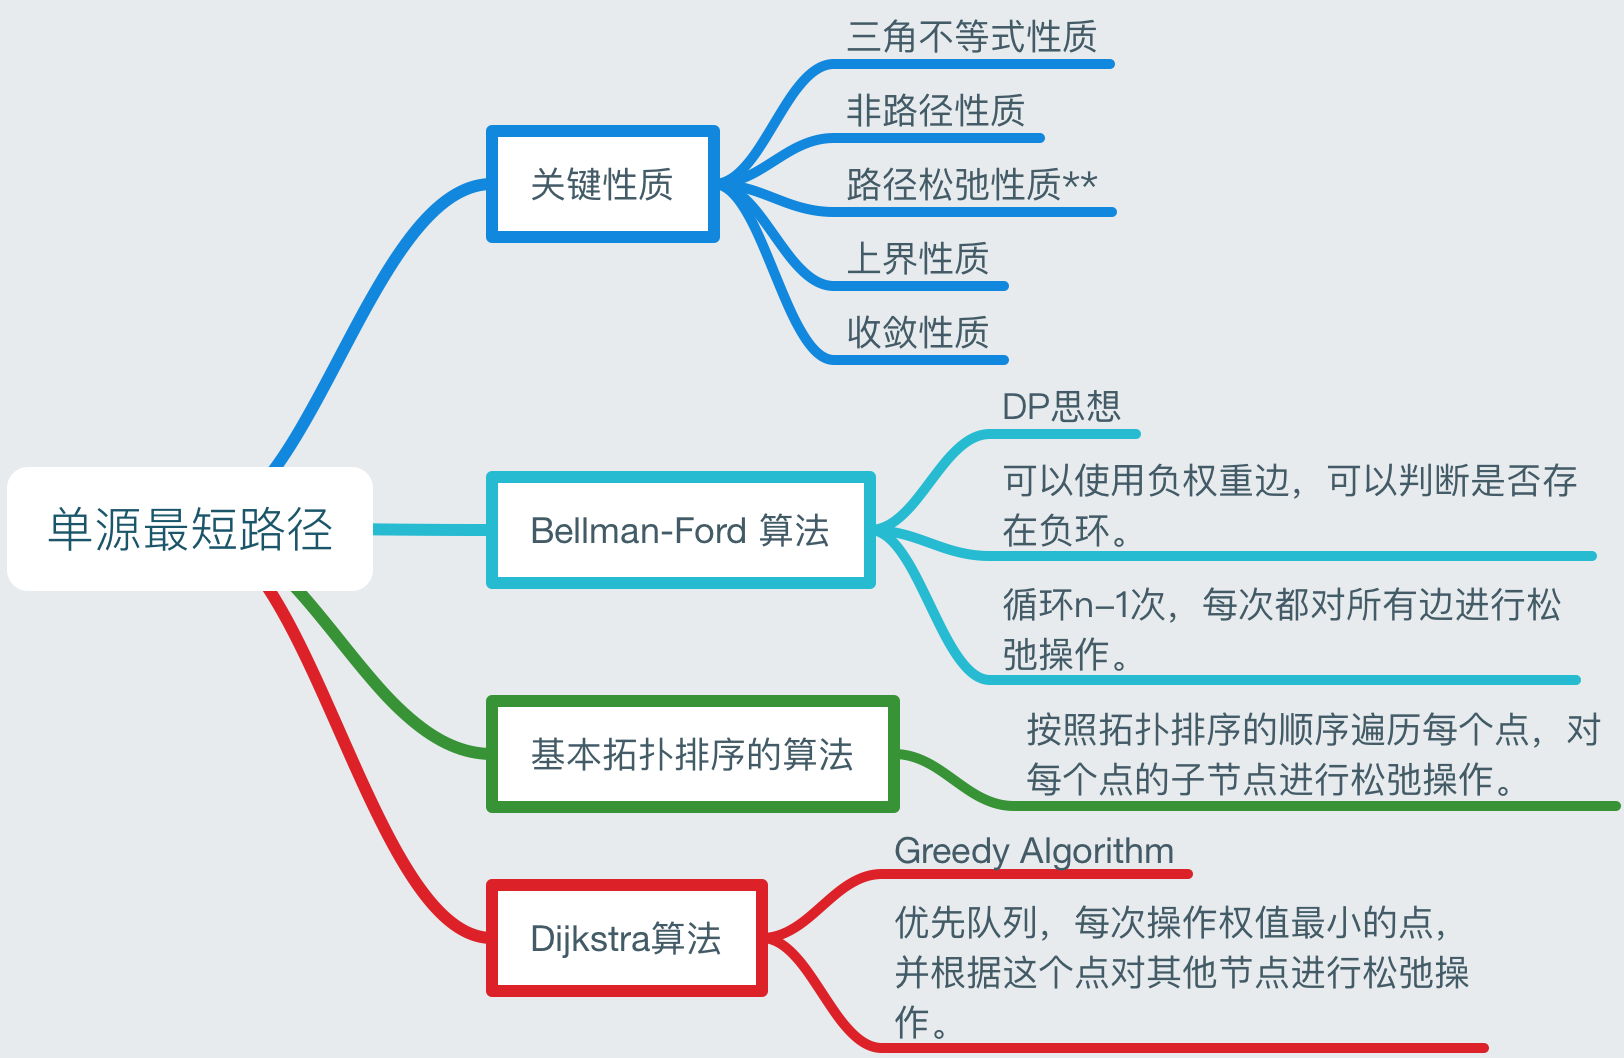 单源最短路径
关键性质
三角不等式性质
非路径性质
路径松弛性质**
上界性质
收敛性质
Bellman-Ford 算法
DP思想
可以使用负权重边，可以判断是否存
在负环。
循环n-1次，每次都对所有边进行松
弛操作。
基本拓扑排序的算法
按照拓扑排序的顺序遍历每个点，对
每个点的子节点进行松弛操作。
Dijkstra算法
Greedy Algorithm
优先队列，每次操作权值最小的点，
并根据这个点对其他节点进行松弛操
作。